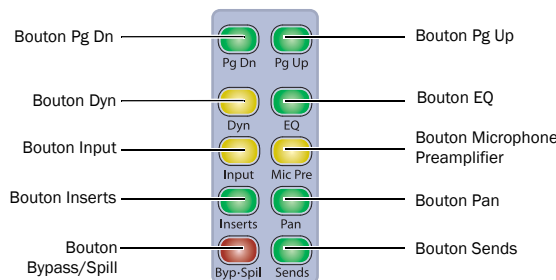 Bouton Pg Dn
Pg Dn
Pg Up
Bouton Pg Up
Bouton Dyn
Dyn
EQ
Bouton EQ
Bouton Input
Input
Mic Pre
Bouton Microphone
Preamplifier
Bouton Inserts
Inserts
Pan
Bouton Pan
Bouton
Bypass/Spill
Byp·Spil
Sends
Bouton Sends